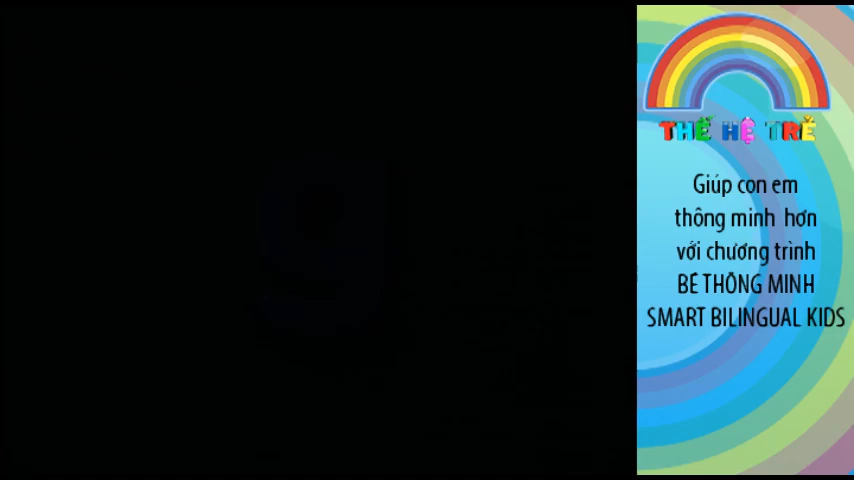 THẾ HỆ TRẺ
Giúp con em
thông minh hơn
với chương trình
BÉ THÔNG MINH
SMART BILINGUAL KIDS